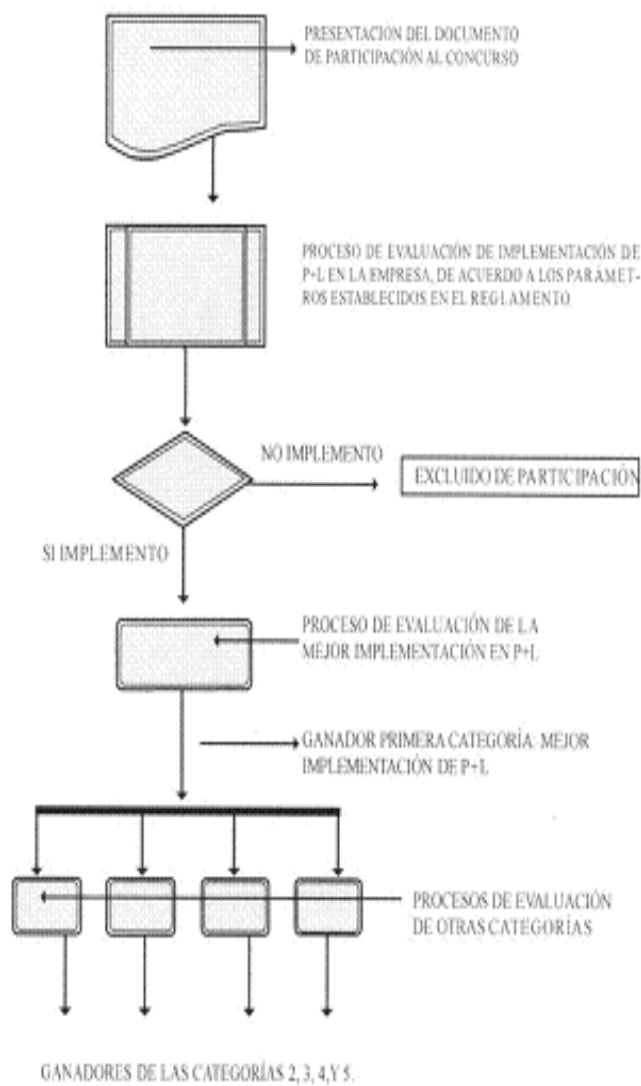 PRESENTACIÓN DEL DOCUMENTO
DE PARTICIPACIÓN AL CONCURSO
PROCESO DE EVALUACIÓN DE IMPLEMENTACIÓN DE
P+L EN LA EMPRESA, DE ACUERDO A LOS PARÁMET-
ROS ESTABLECIDOS EN EL REGLAMENTO
NO IMPLEMENTO
EXCLUIDO DE PARTICIPACIÓN
SI IMPLEMENTO
PROCESO DE EVALUACIÓN DE LA
MEJOR IMPLEMENTACIÓN EN P+L
GANADOR PRIMERA CATEGORÍA: MEJOR
IMPLEMENTACIÓN DE P+L
PROCESOS DE EVALUACIÓN
DE OTRAS CATEGORÍAS
GANADORES DE LAS CATEGORÍAS 2, 3, 4,Y 5.